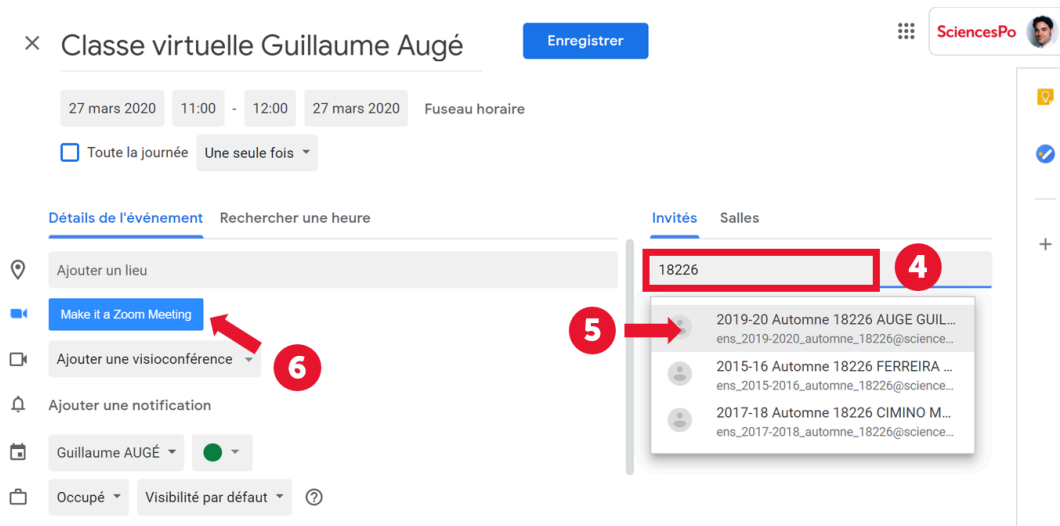 Classe virtuelle Guillaume Augé
Enregistrer
SciencesPo
27 mars 2020 11:00 - 12:00 27 mars 2020 Fuseau horaire
Toute la journée Une seule fois
Détails de l'événement Rechercher une heure
Invités Salles
Ajouter un lieu
18226
4
Make it a Zoom Meeting
5
2019-20 Automne 18226 AUGE GUIL...
ens_2019-2020_automne_18226@science...
Ajouter une visioconférence
6
2015-16 Automne 18226 FERREIRA ...
ens_2015-2016_automne_18226@science...
Ajouter une notification
2017-18 Automne 18226 CIMINO M...
ens_2017-2018_automne_18226@science...
Guillaume AUGÉ
Occupé Visibilité par défaut ?